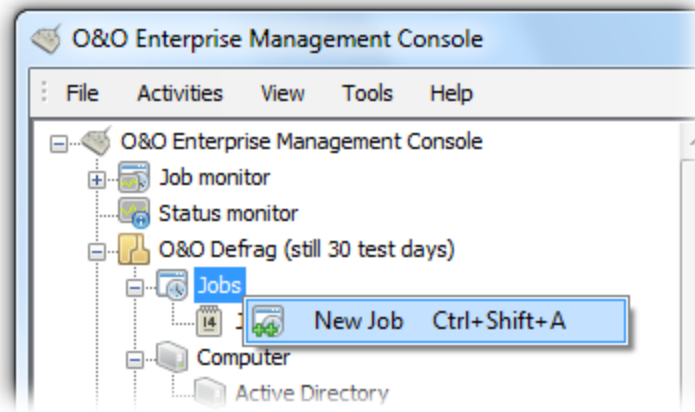 O&O Enterprise Management Console
File Activities View Tools Help
O&O Enterprise Management Console
Job monitor
Status monitor
O&O Defrag (still 30 test days)
Jobs
14
New Job Ctrl+Shift+A
Computer
Active Directory